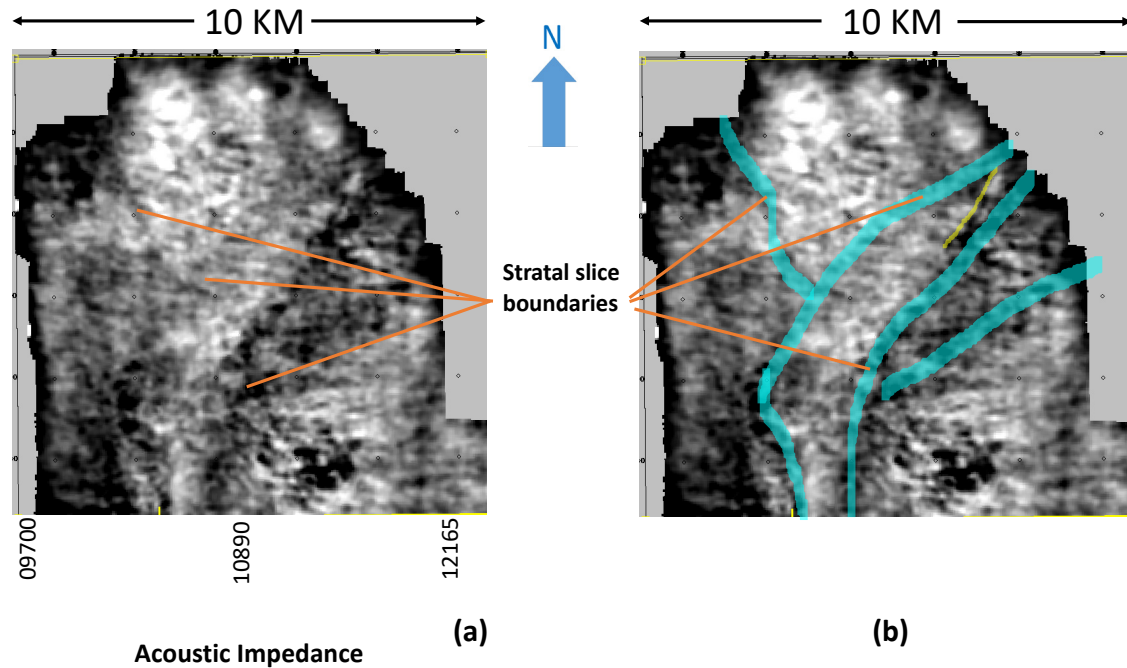 10 KM
N
10 KM
Stratal slice
boundaries
09700
10890
12165
(a)
(b)
Acoustic Impedance